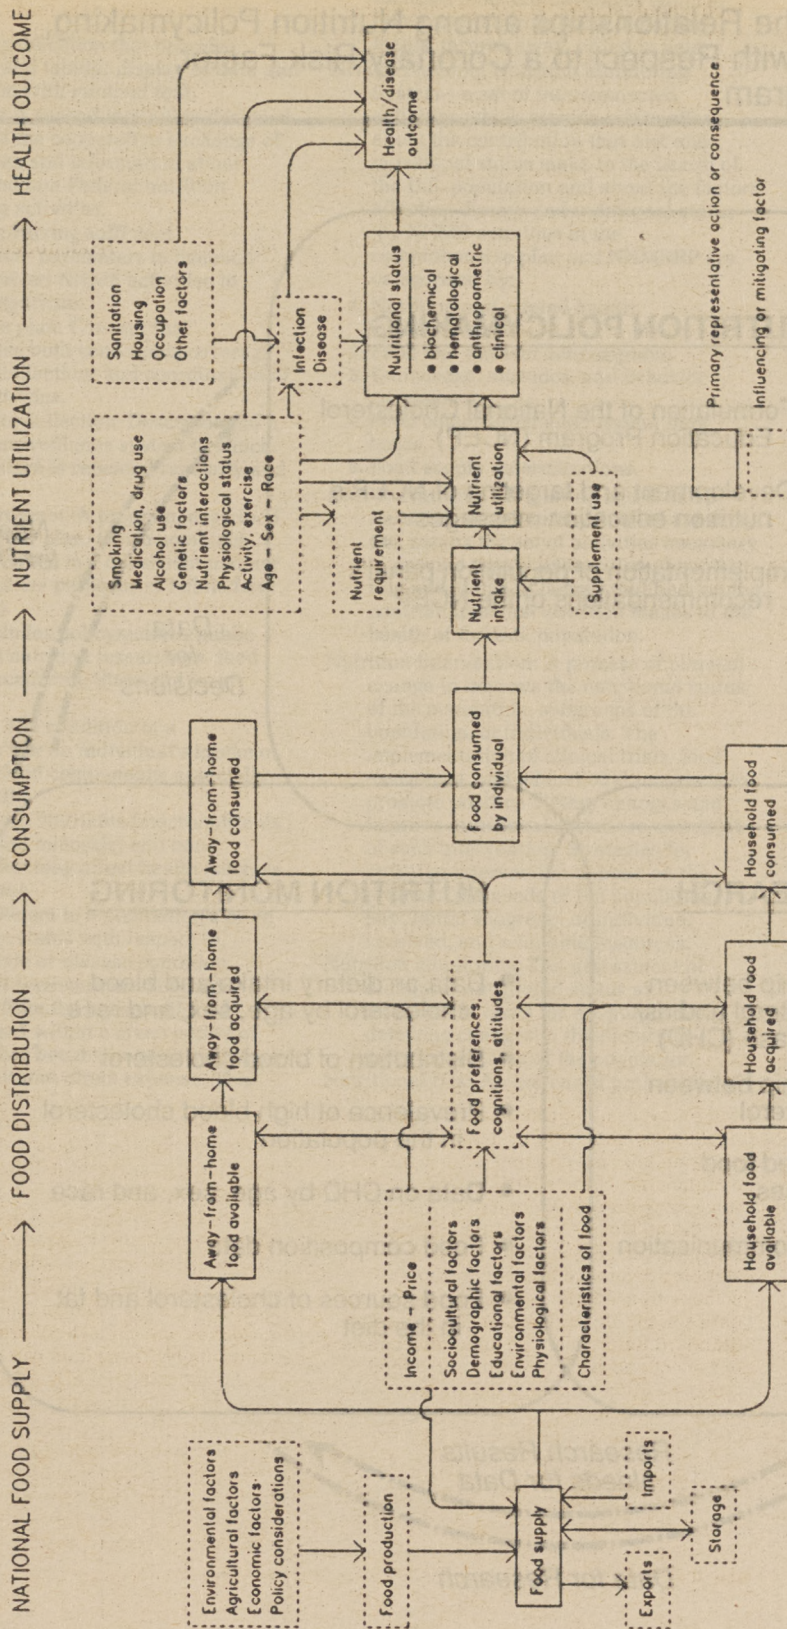 NATIONAL FOOD SUPPLY → FOOD DISTRIBUTION → CONSUMPTION → NUTRIENT UTILIZATION → HEALTH OUTCOME
Environmental factors
Agricultural factors
Economic factors
Policy considerations
Food production
Food supply
Exports
Imports
Storage
Income – Price
Sociocultural factors
Demographic factors
Educational factors
Environmental factors
Physiological factors
Characteristics of food
Away-from-home
food available
Away-from-home
food acquired
Away-from-home
food consumed
Food preferences,
cognitions, attitudes
Household food
available
Household food
acquired
Household food
consumed
Food consumed
by individual
Smoking
Medication, drug use
Alcohol use
Genetic factors
Nutrient interactions
Physiological status
Activity, exercise
Age – Sex – Race
Nutrient
requirement
Nutrient
intake
Nutrient
utilization
Supplement use
Sanitation
Housing
Occupation
Other factors
Infection
Disease
Nutritional status
• biochemical
• hematological
• anthropometric
• clinical
Health/disease
outcome
Primary representative action or consequence
Influencing or mitigating factor